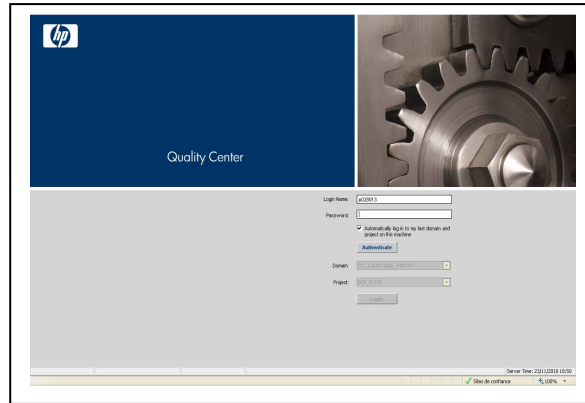 hp
Quality Center
Login Name:
Password:
Automatically log in to my last domain and
project on this machine
Authenticate
Domain:
Project:
Login
Server Time: 23/11/2010 18:50
Sites de confiance
100%